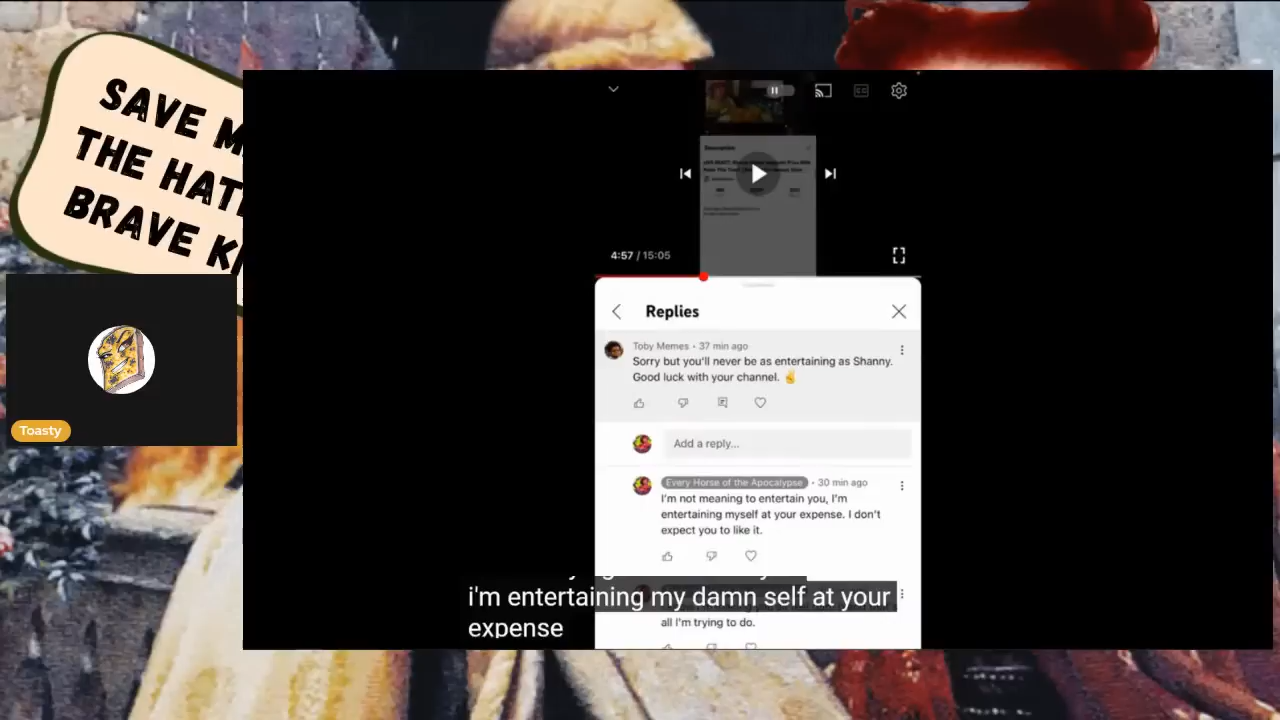 SAVE
THE
BRAVE
Toasty
4:57 / 15:05
Replies
Toby Memes • 37 min ago
Sorry but you'll never be as entertaining as Shanny.
Good luck with your channel. ✌
Add a reply...
Every Horse of the Apocalypse • 30 min ago
I'm not meaning to entertain you, I'm
entertaining myself at your expense. I don't
expect you to like it.
i'm entertaining my damn self at your
expense
all I'm trying to do.